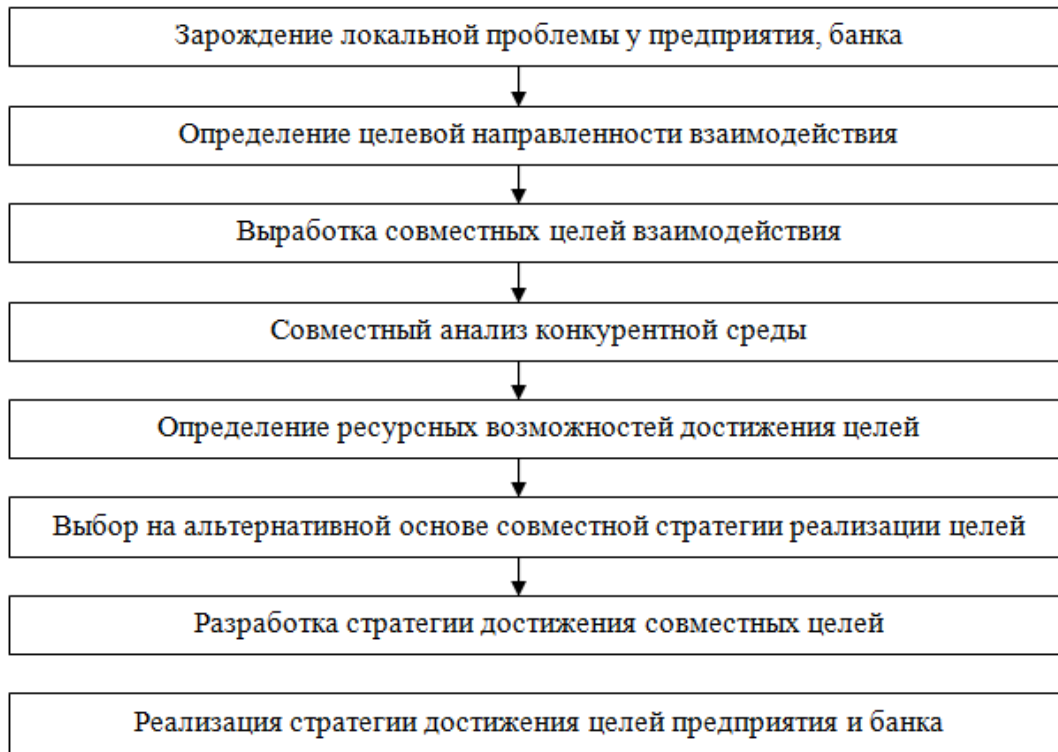 Зарождение локальной проблемы у предприятия, банка
Определение целевой направленности взаимодействия
Выработка совместных целей взаимодействия
Совместный анализ конкурентной среды
Определение ресурсных возможностей достижения целей
Выбор на альтернативной основе совместной стратегии реализации целей
Разработка стратегии достижения совместных целей
Реализация стратегии достижения целей предприятия и банка